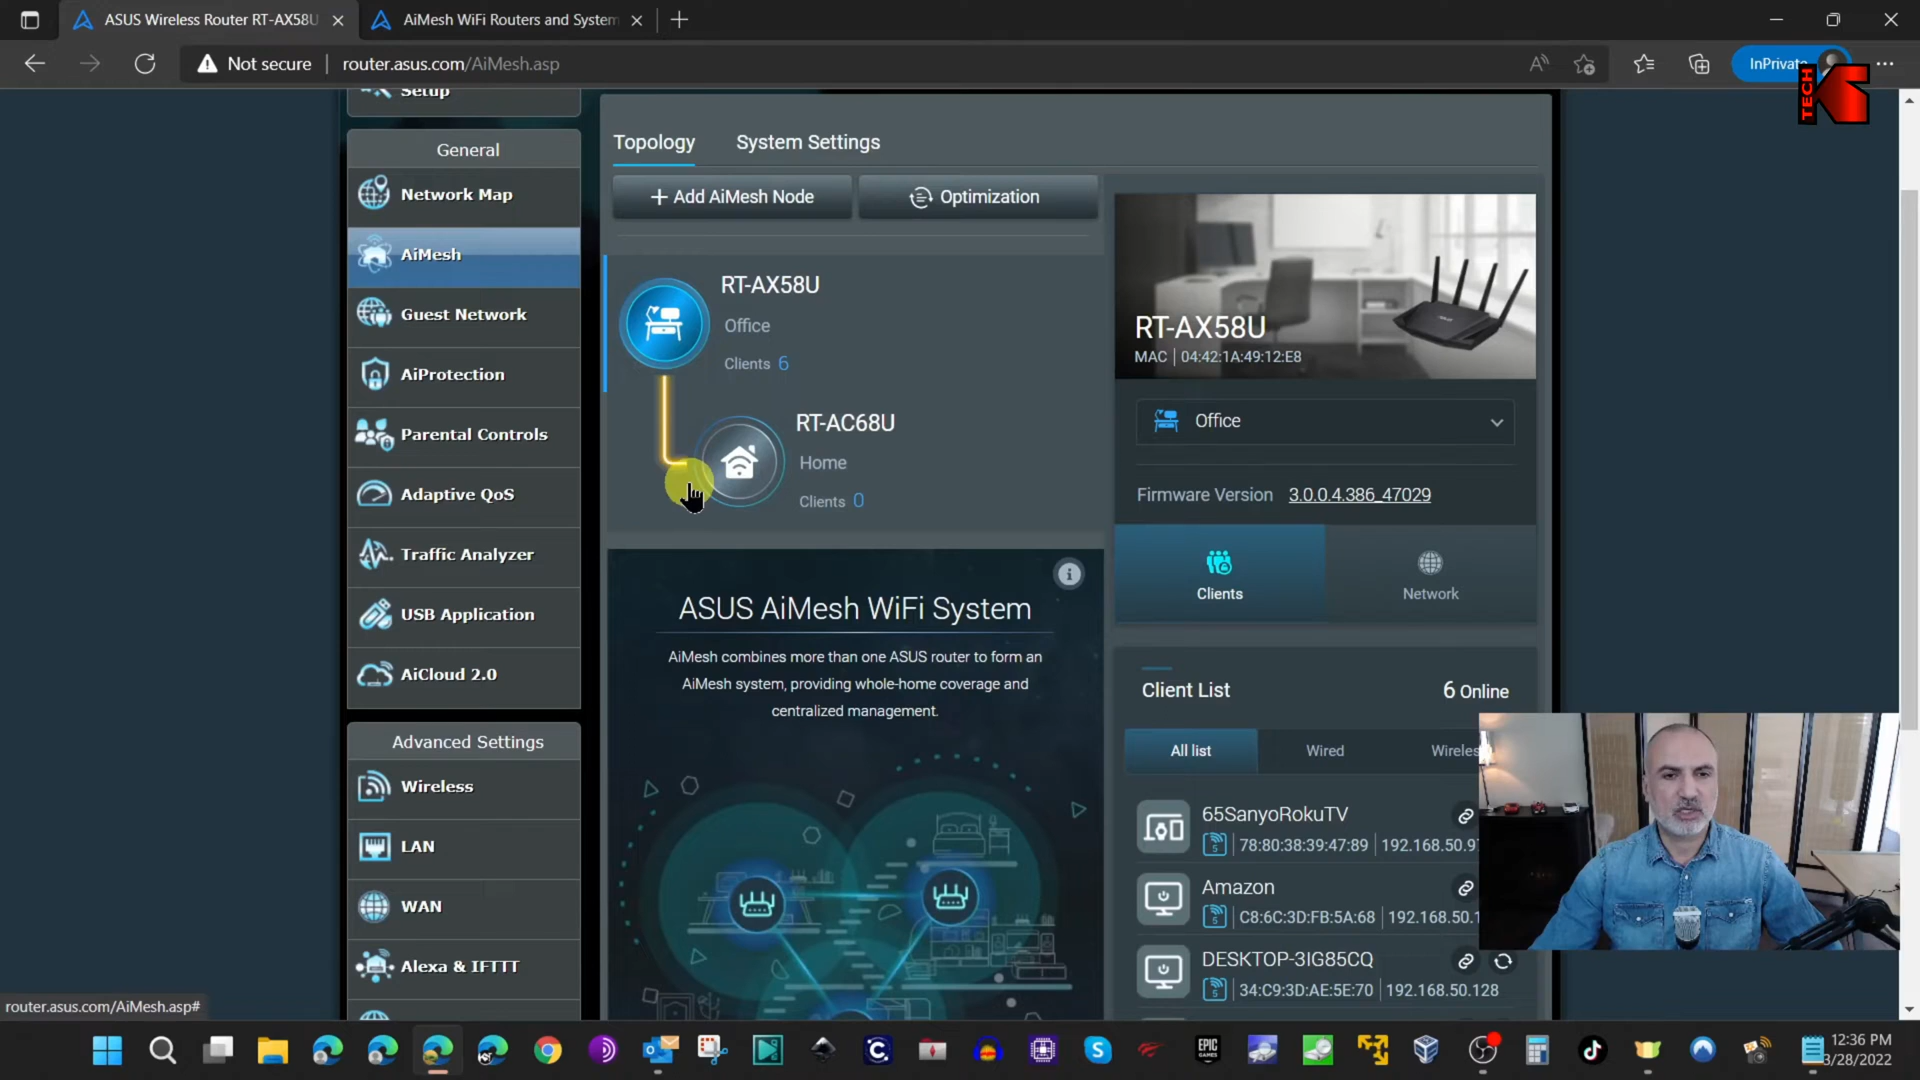 ASUS Wireless Router RT-AX58U
AiMesh WiFi Routers and System
Not secure
router.asus.com/AiMesh.asp
InPrivate
TECH K
Setup
General
Network Map
AiMesh
Guest Network
AiProtection
Parental Controls
Adaptive QoS
Traffic Analyzer
USB Application
AiCloud 2.0
Advanced Settings
Wireless
LAN
WAN
Alexa & IFTTT
Topology
System Settings
+ Add AiMesh Node
Optimization
RT-AX58U
Office
Clients 6
RT-AC68U
Home
Clients 0
ASUS AiMesh WiFi System
AiMesh combines more than one ASUS router to form an
AiMesh system, providing whole-home coverage and
centralized management.
RT-AX58U
MAC | 04:42:1A:49:12:E8
Office
Firmware Version 3.0.0.4.386_47029
Clients
Network
Client List
6 Online
All list
Wired
Wireles
65SanyoRokuTV
5 | 78:80:38:39:47:89 | 192.168.50.97
Amazon
5 | C8:6C:3D:FB:5A:68 | 192.168.50.1
DESKTOP-3IG85CQ
5 | 34:C9:3D:AE:5E:70 | 192.168.50.128
router.asus.com/AiMesh.asp#
EPIC
GAMES
12:36 PM
3/28/2022